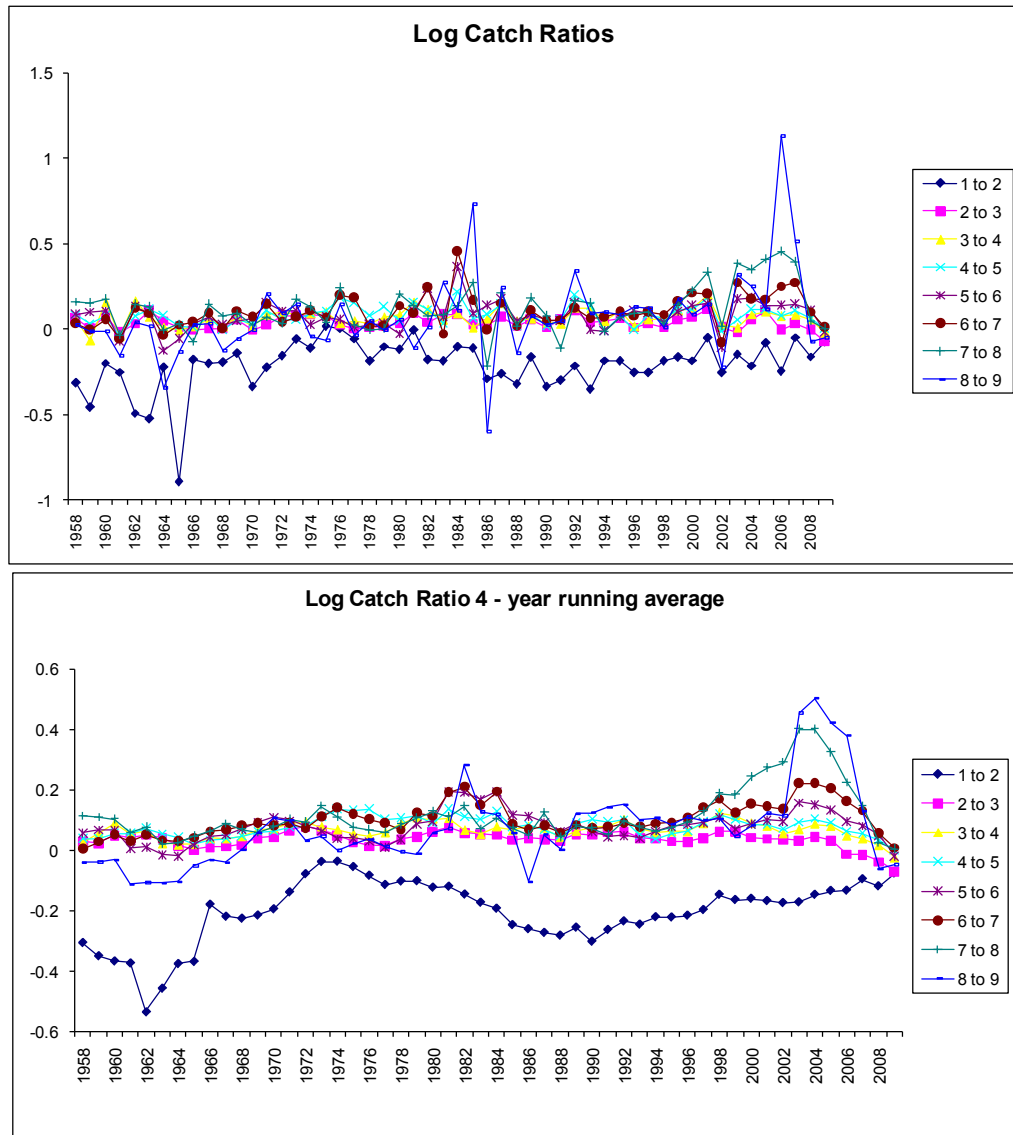 Log Catch Ratios
1.5
1
0.5
0
-0.5
-1
1958 1960 1962 1964 1966 1968 1970 1972 1974 1976 1978 1980 1982 1984 1986 1988 1990 1992 1994 1996 1998 2000 2002 2004 2006 2008
1 to 2
2 to 3
3 to 4
4 to 5
5 to 6
6 to 7
7 to 8
8 to 9
Log Catch Ratio 4 - year running average
0.6
0.4
0.2
0
-0.2
-0.4
-0.6
1958 1960 1962 1964 1966 1968 1970 1972 1974 1976 1978 1980 1982 1984 1986 1988 1990 1992 1994 1996 1998 2000 2002 2004 2006 2008
1 to 2
2 to 3
3 to 4
4 to 5
5 to 6
6 to 7
7 to 8
8 to 9